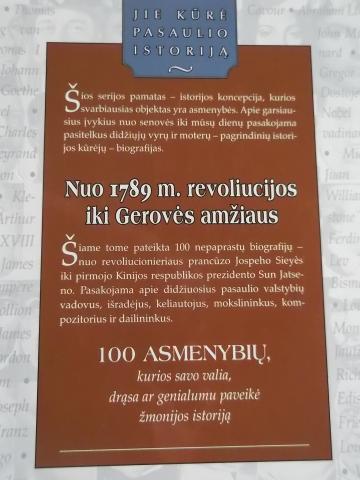 JIE KŪRĖ
PASAULIO
ISTORIJĄ
Šios serijos pamatas – istorijos koncepcija, kurios
svarbiausias objektas yra asmenybės. Apie garsiau-
sius įvykius nuo senovės iki mūsų dienų pasakojama
pasitelkus didžiųjų vyrų ir moterų – pagrindinių istori-
jos kūrėjų – biografijas.
Nuo 1789 m. revoliucijos
iki Gerovės amžiaus
Šiame tome pateikta 100 nepaprastų biografijų –
nuo revoliucionieriaus prancūzo Jospeho Sieyès
iki pirmojo Kinijos respublikos prezidento Sun Jatse-
no. Pasakojama apie didžiuosius pasaulio valstybių
vadovus, išradėjus, keliautojus, mokslininkus, kom-
pozitorius ir dailininkus.
100 ASMENYBIŲ,
kurios savo valia,
drąsa ar genialumu paveikė
žmonijos istoriją